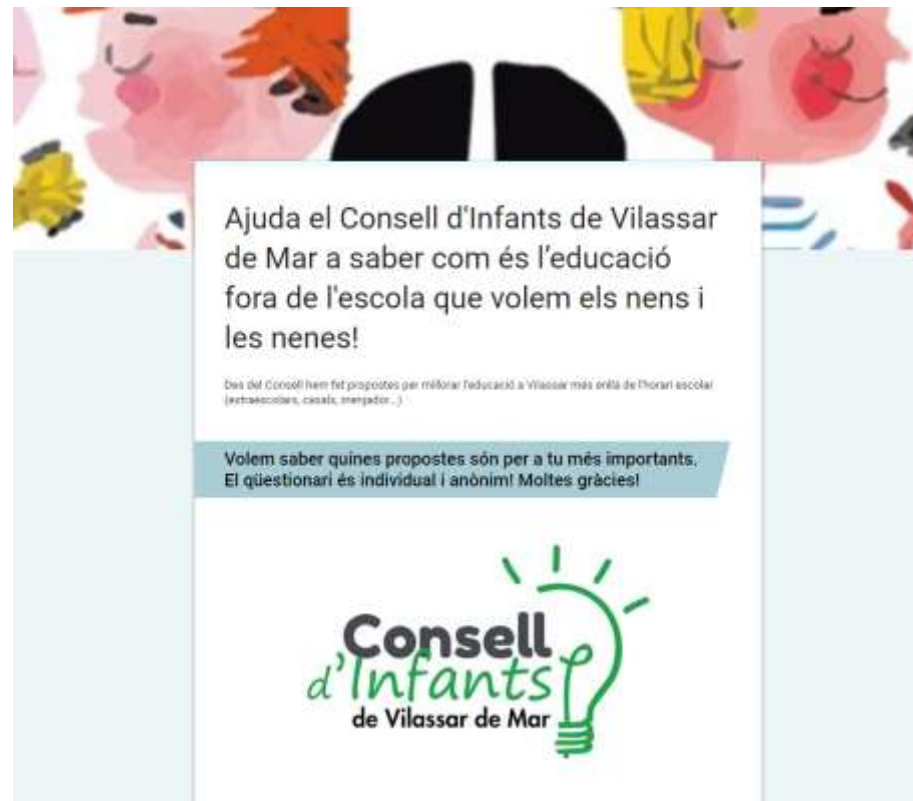 Ajuda el Consell d'Infants de Vilassar
de Mar a saber com és l’educació
fora de l'escola que volem els nens i
les nenes!
Des del Consell hem fet propostes per millorar l'educació a Vilassar més enllà de l'horari escolar
(extraescolars, casals, menjador...)
Volem saber quines propostes són per a tu més importants.
El qüestionari és individual i anònim! Moltes gràcies!
Consell
d'Infants
de Vilassar de Mar